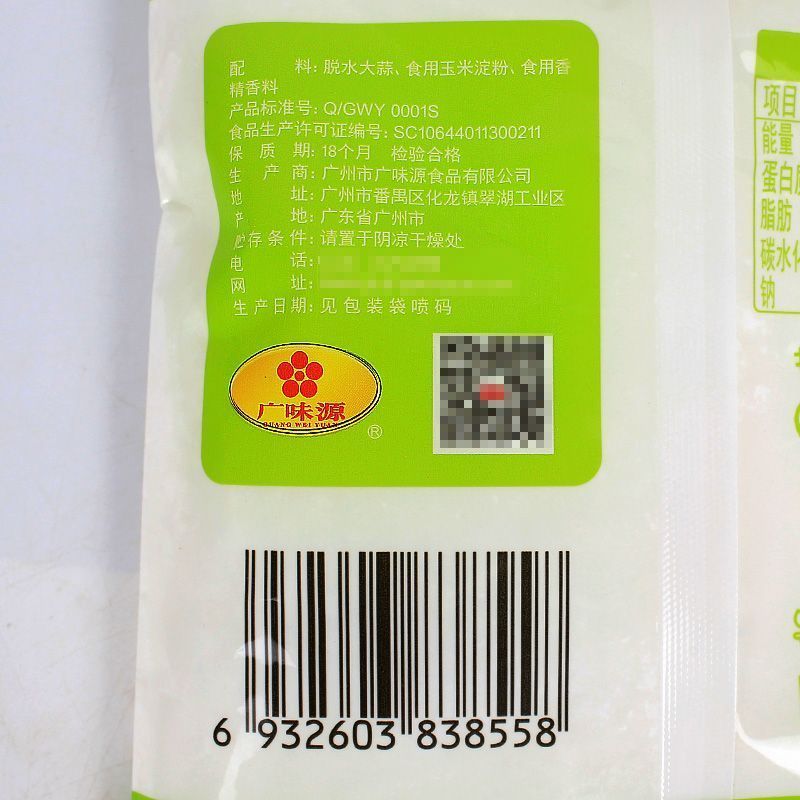 配 料: 脱水大蒜、食用玉米淀粉、食用香
精香料
产品标准号: Q/GWY 0001S
食品生产许可证编号: SC10644011300211
保质期: 18个月 检验合格
生产商: 广州市广味源食品有限公司
地 址: 广州市番禺区化龙镇翠湖工业区
产 地: 广东省广州市
贮存条件: 请置于阴凉干燥处
电 话:
网 址:
生产日期: 见包装袋喷码
广味源
GUANG WEI YUAN
®
6 932603 838558
项目
能量
蛋白质
脂肪
碳水化
钠